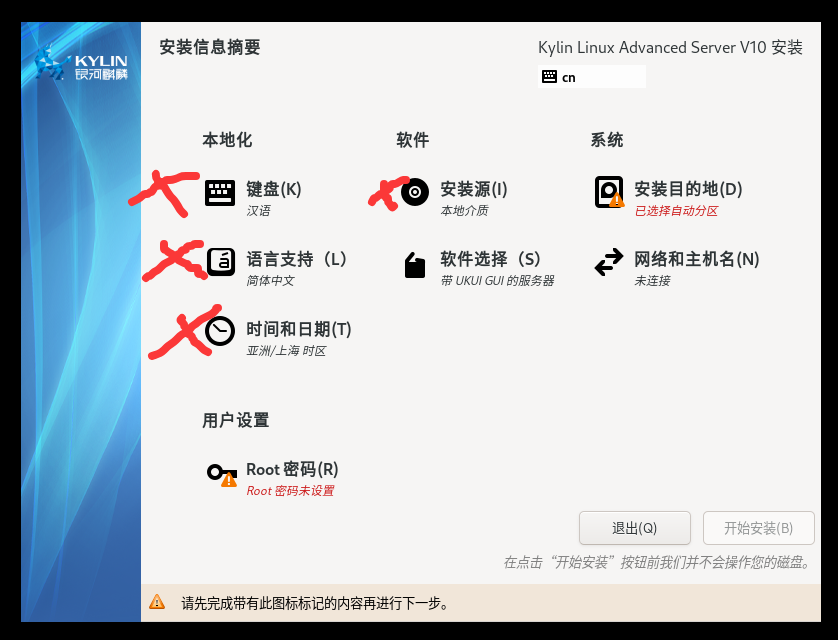 KYLIN
银河麒麟
安装信息摘要
Kylin Linux Advanced Server V10 安装
cn
本地化
键盘(K)
汉语
语言支持（L）
简体中文
时间和日期(T)
亚洲/上海 时区
软件
安装源(I)
本地介质
软件选择（S）
带 UKUI GUI 的服务器
系统
安装目的地(D)
已选择自动分区
网络和主机名(N)
未连接
用户设置
Root 密码(R)
Root 密码未设置
退出(Q)
开始安装(B)
在点击“开始安装”按钮前我们并不会操作您的磁盘。
请先完成带有此图标标记的内容再进行下一步。